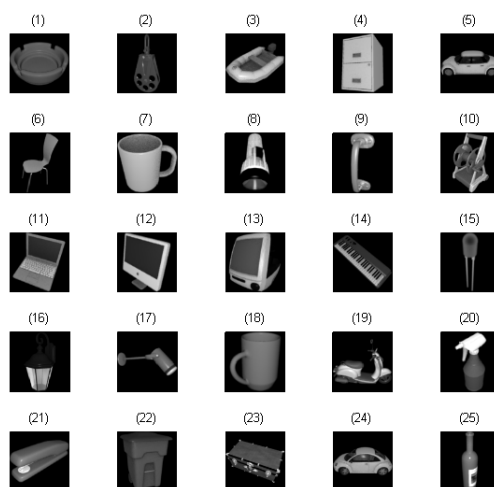 (1) (2) (3) (4) (5)
(6) (7) (8) (9) (10)
(11) (12) (13) (14) (15)
(16) (17) (18) (19) (20)
(21) (22) (23) (24) (25)